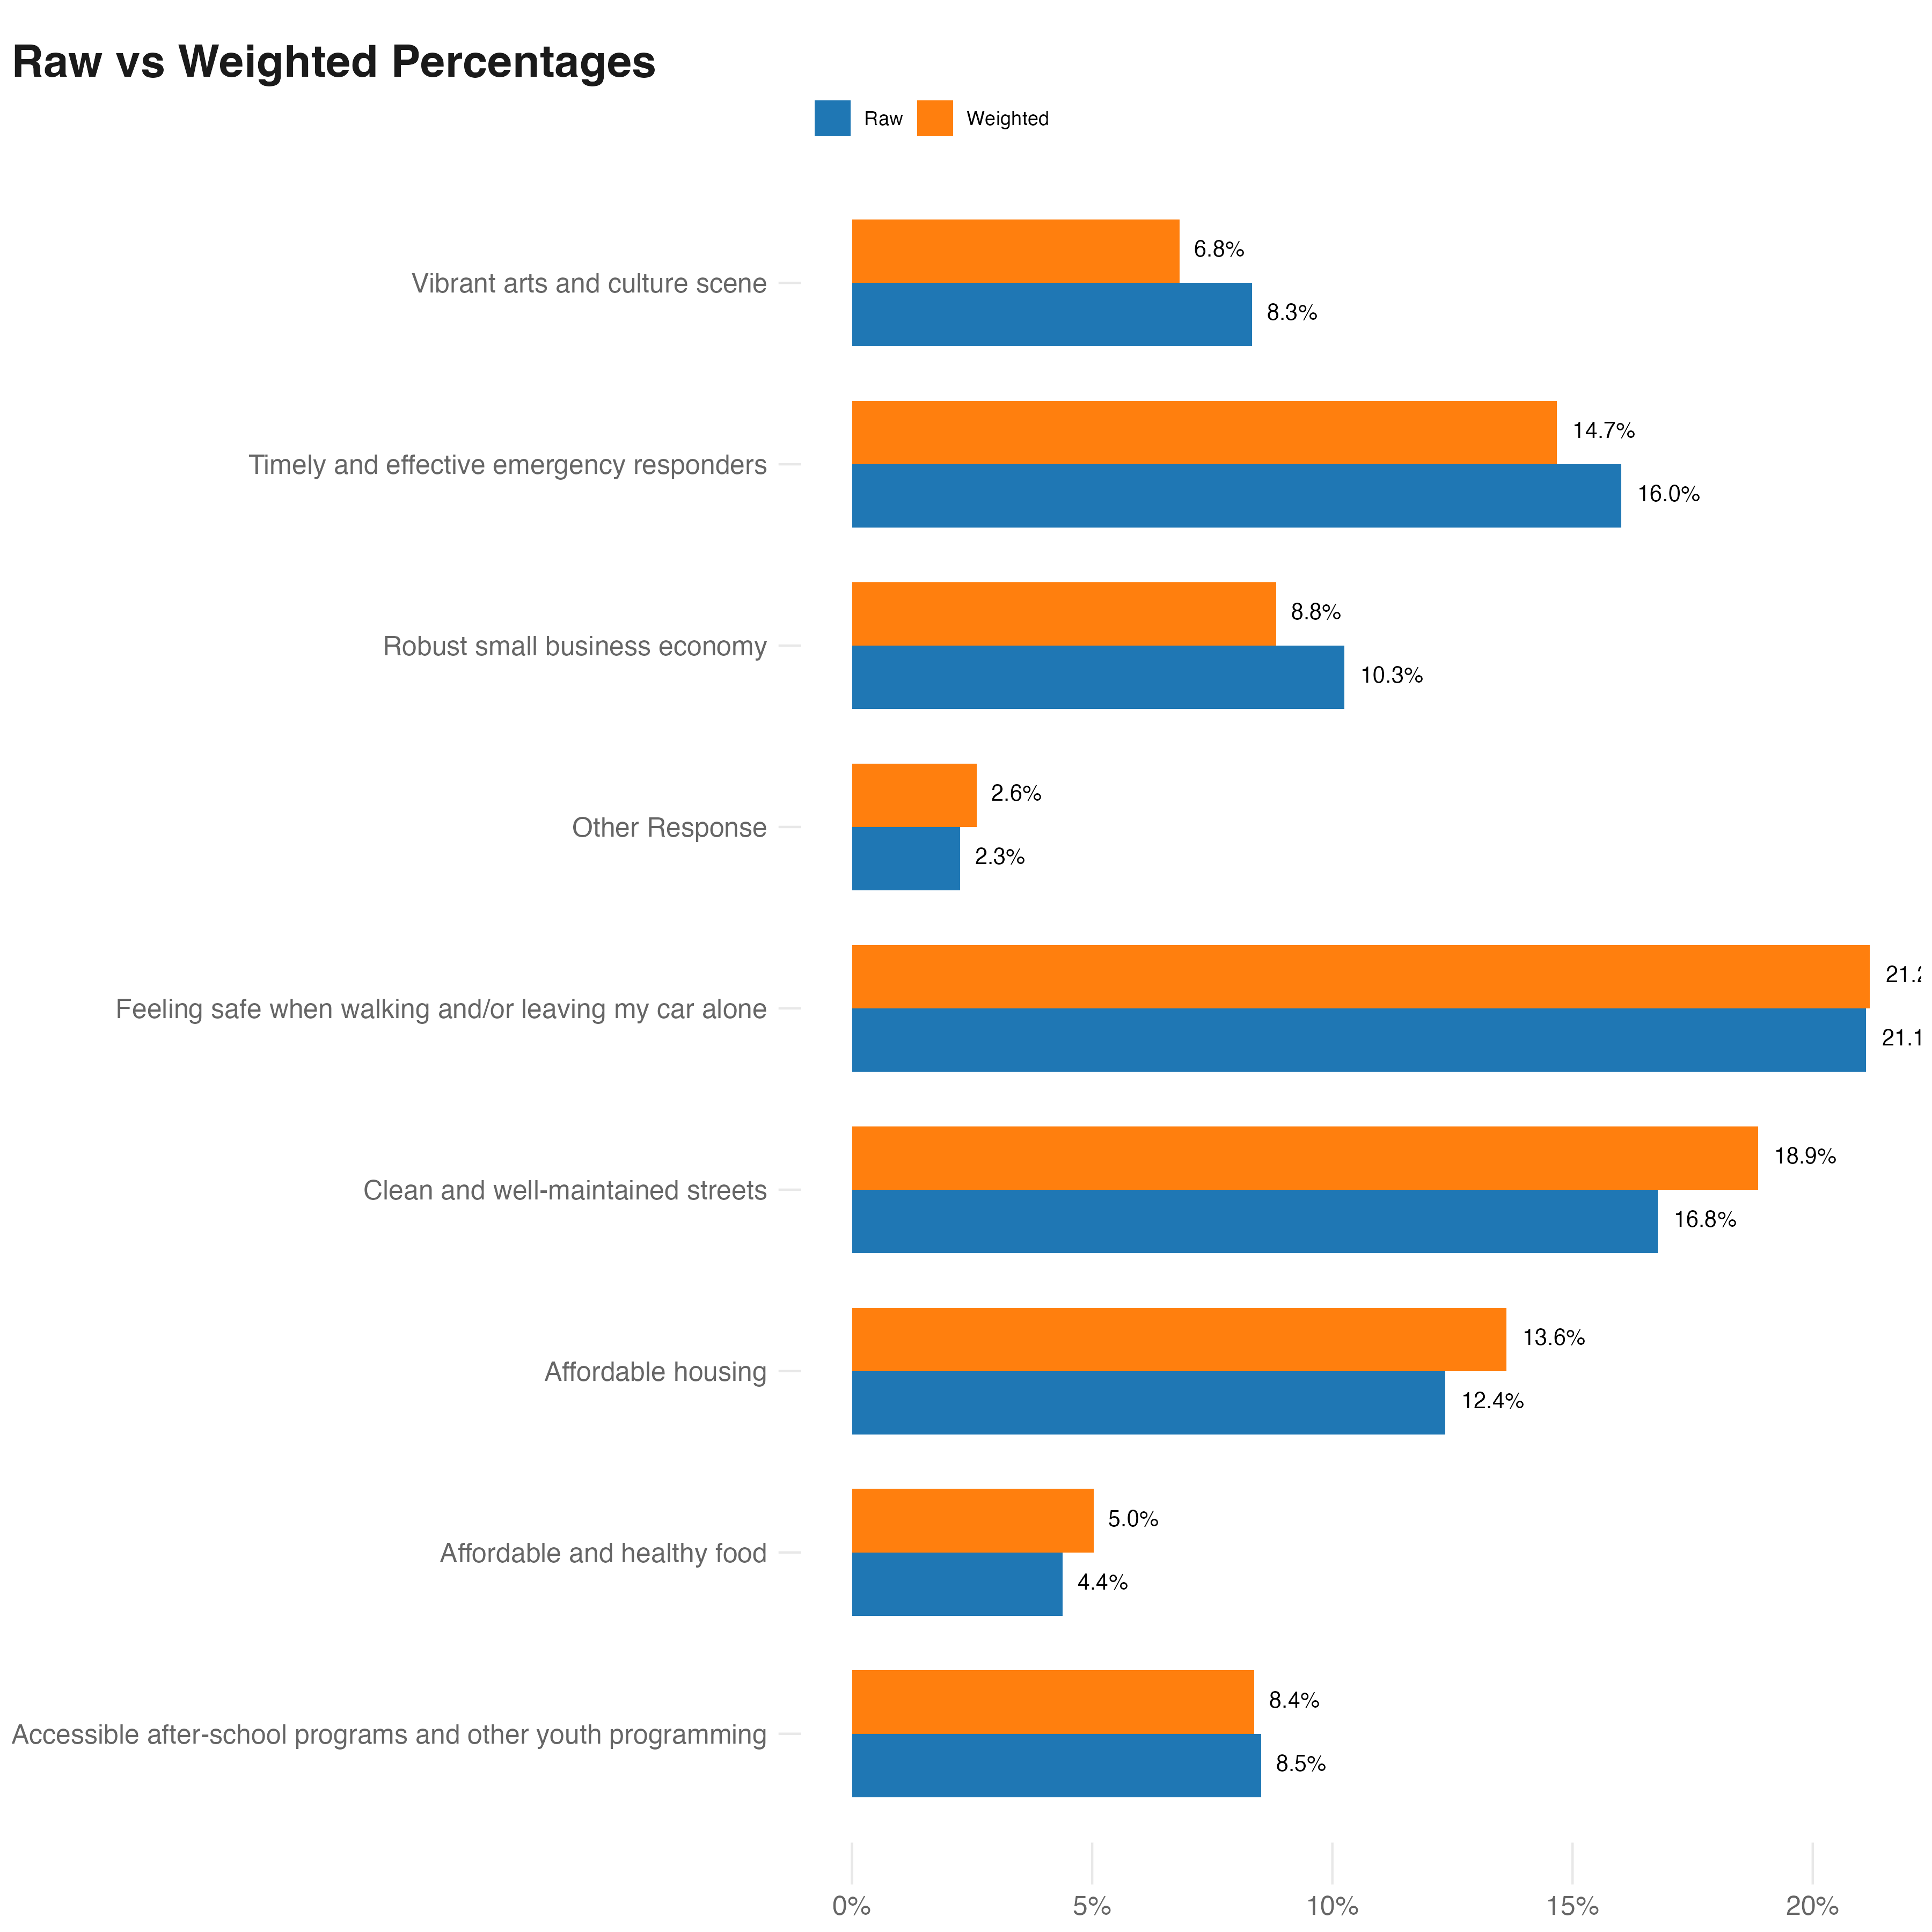 Raw vs Weighted Percentages
Raw Weighted
Vibrant arts and culture scene
6.8%
8.3%
Timely and effective emergency responders
14.7%
16.0%
Robust small business economy
8.8%
10.3%
Other Response
2.6%
2.3%
Feeling safe when walking and/or leaving my car alone
21.2
21.1
Clean and well-maintained streets
18.9%
16.8%
Affordable housing
13.6%
12.4%
Affordable and healthy food
5.0%
4.4%
Accessible after-school programs and other youth programming
8.4%
8.5%
0% 5% 10% 15% 20%